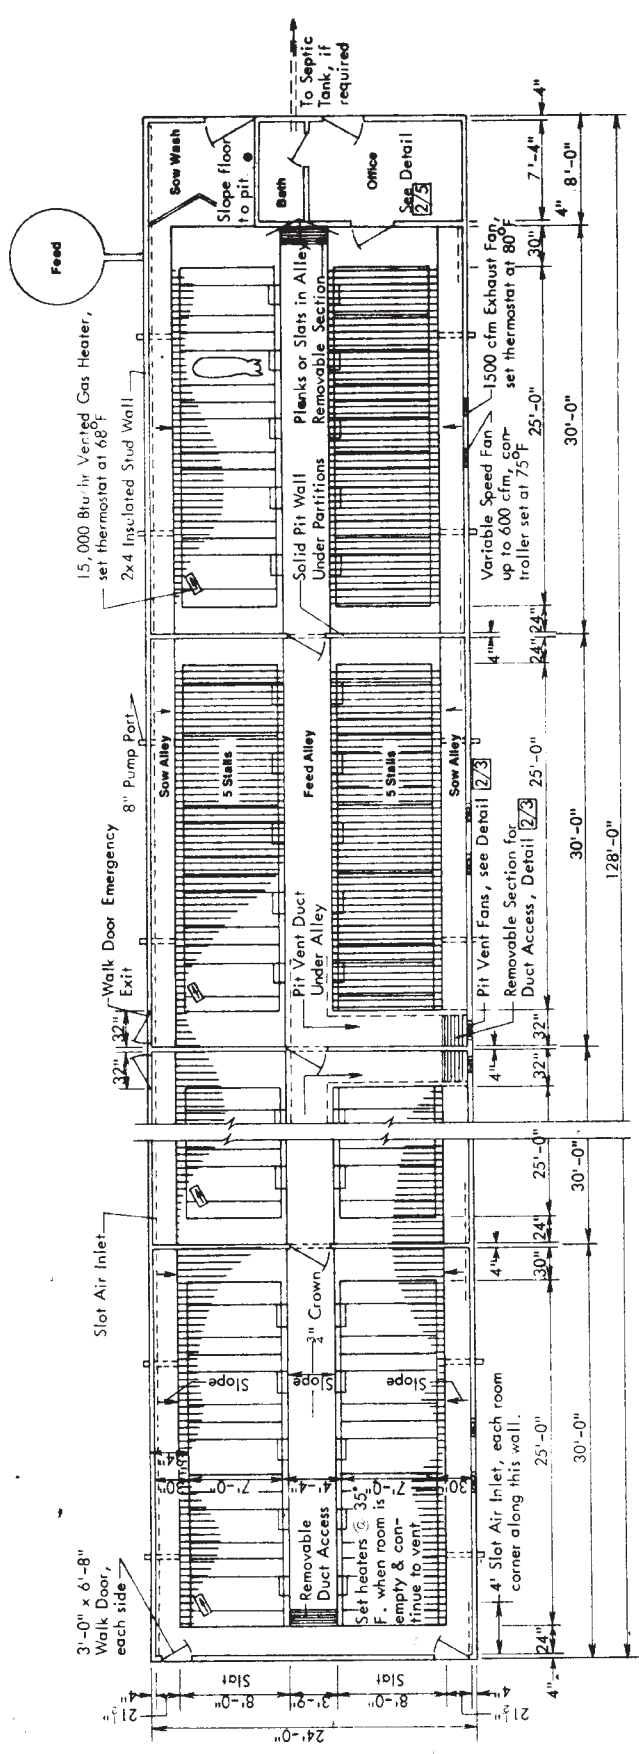 To Septic
Tank, if
required
Sow Wash
Slope floor
to pit.
Bath
Office
See Detail
2/5
Feed
15,000 Btu/hr Vented Gas Heater,
set thermostat at 68°F
2x4 Insulated Stud Wall
Planks or Slats in Alley
Removable Section
Solid Pit Wall
Under Partitions
1500 cfm Exhaust Fan,
set thermostat at 80°F
Variable Speed Fan
up to 600 cfm, con-
troller set at 75°F
4"
7'-4"
8'-0"
4"
30"
25'-0"
30'-0"
24"
4"
24"
8" Pump Port
Sow Alley
5 Stalls
Feed Alley
5 Stalls
Sow Alley
Walk Door Emergency
Exit
Pit Vent Duct
Under Alley
Pit Vent Fans, see Detail 2/3
Removable Section for
Duct Access, Detail 2/3
25'-0"
30'-0"
128'-0"
32"
32"
32"
4"
32"
25'-0"
30'-0"
24"
4"
30"
Slot Air Inlet
3/4" Crown
Slope
Slope
Slope
34"
30"
7'-0"
4'-4"
7'-0"
30"
Removable
Duct Access
Set heaters @ 35°
F. when room is
empty & con-
tinue to vent
4' Slot Air Inlet, each room
corner along this wall.
25'-0"
30'-0"
24"
4"
3'-0" x 6'-8"
Walk Door,
each side
4"
21 1/2"
Slat
8'-0"
3'-9"
8'-0"
Slat
21 1/2"
4"
24'-0"